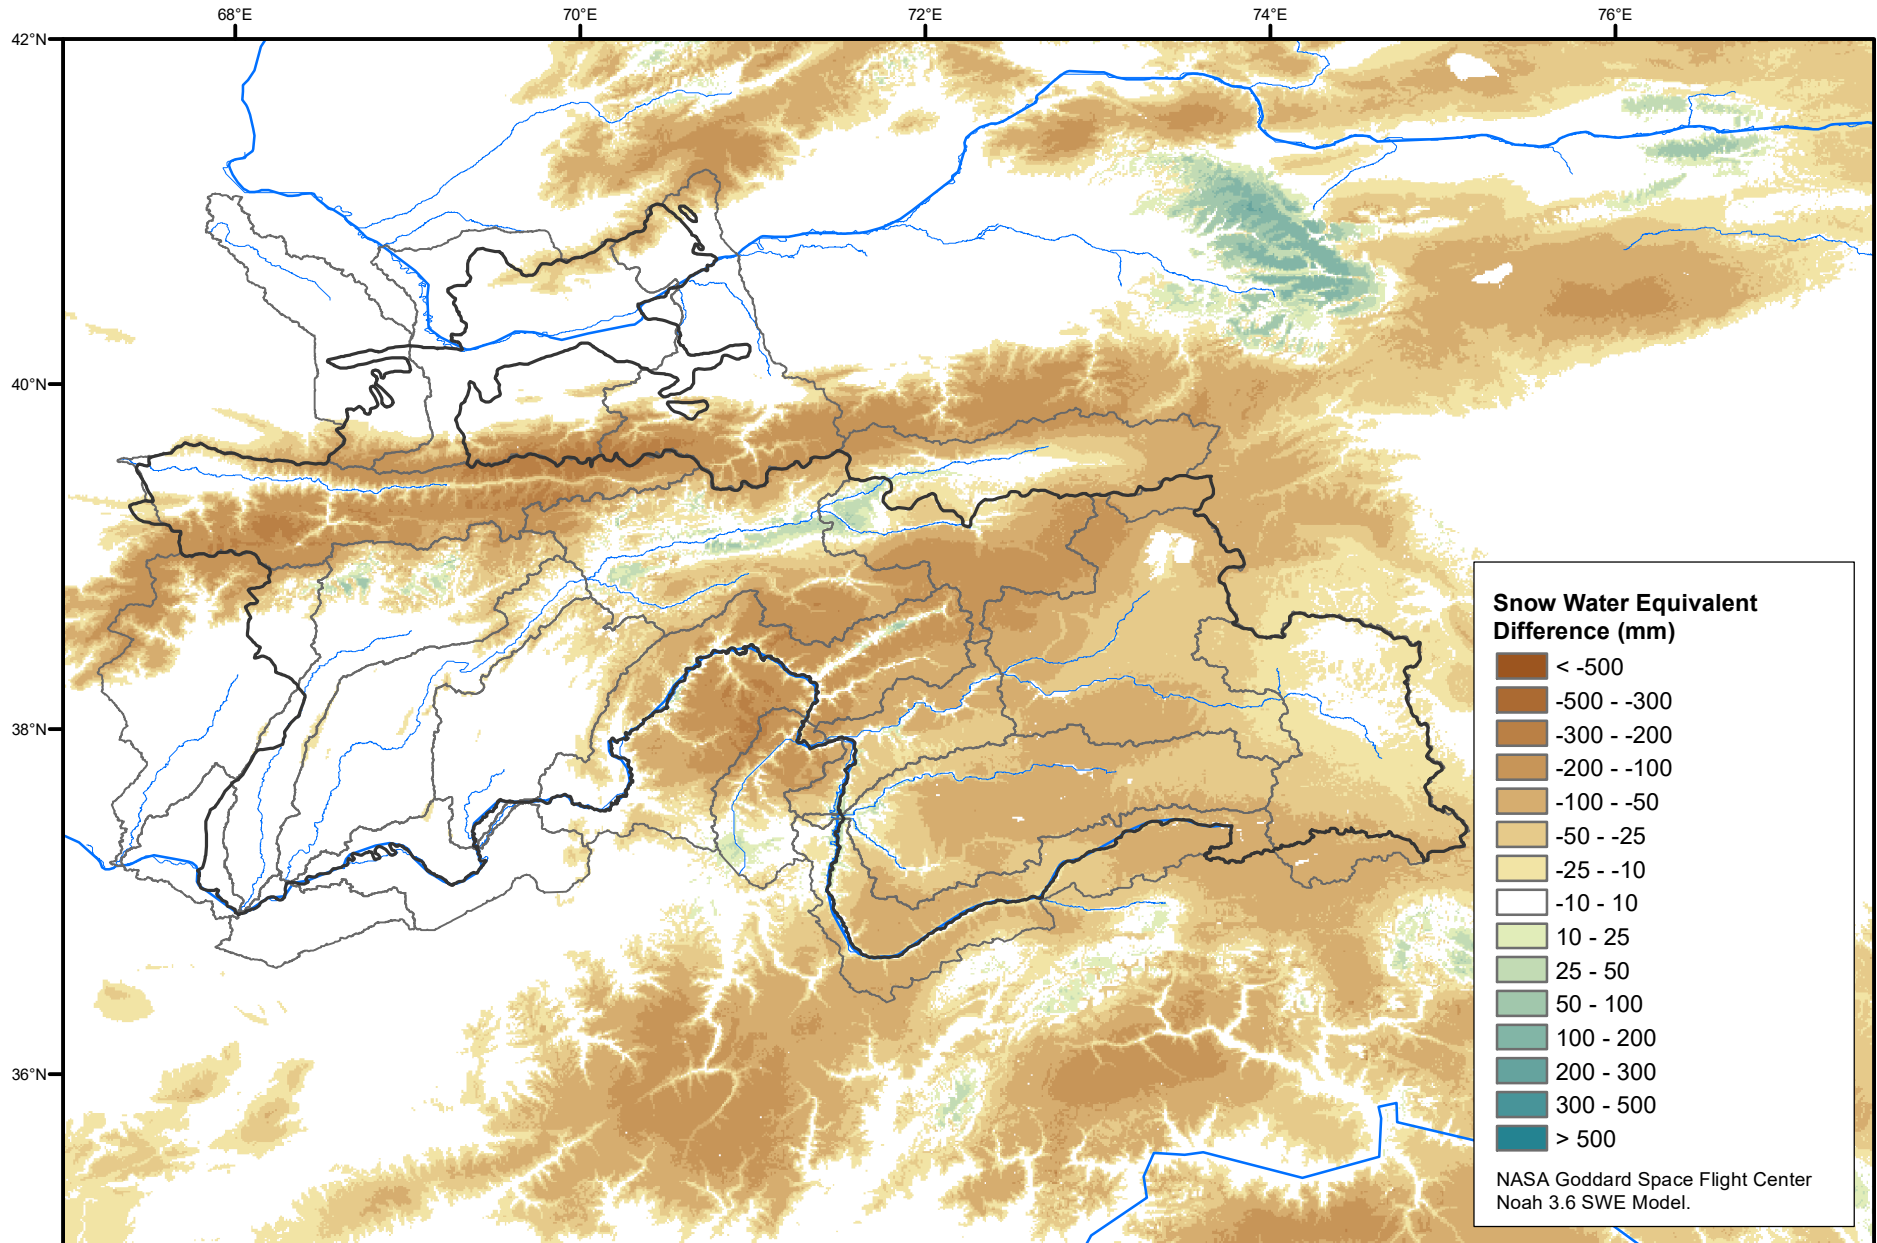 68°E
70°E
72°E
74°E
76°E
42°N
40°N
38°N
36°N
Snow Water Equivalent
Difference (mm)
< -500
-500 - -300
-300 - -200
-200 - -100
-100 - -50
-50 - -25
-25 - -10
-10 - 10
10 - 25
25 - 50
50 - 100
100 - 200
200 - 300
300 - 500
> 500
NASA Goddard Space Flight Center
Noah 3.6 SWE Model.